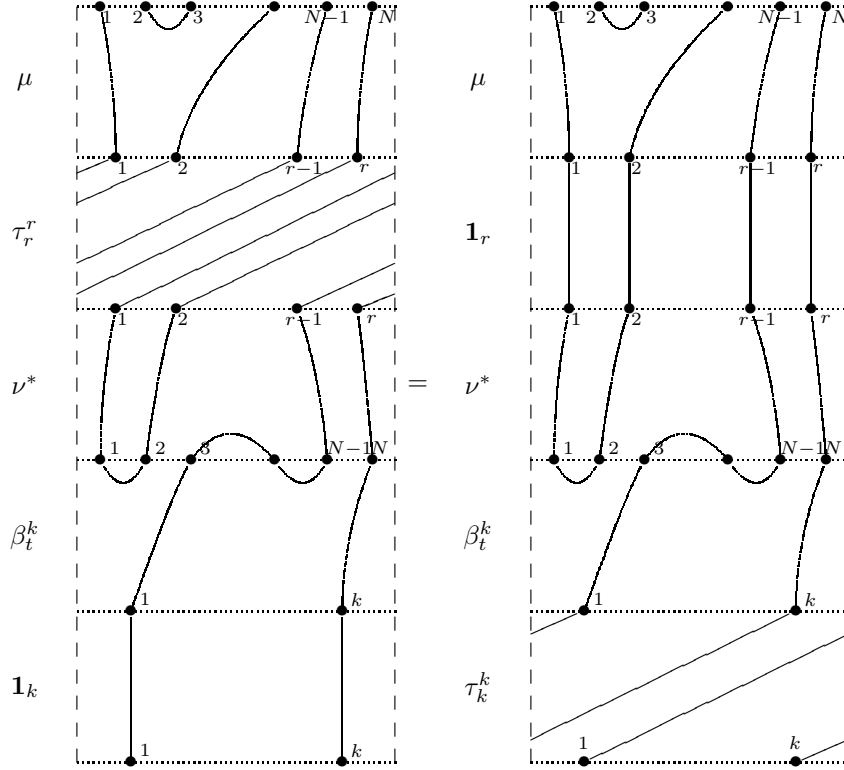 1 2 3 N−1 N 1 2 3 N−1 N
μ μ
1 2 r−1 r 1 2 r−1 r
τ_r^r 𝟏_r
1 2 r−1 r 1 2 r−1 r
ν* = ν*
1 2 3 N−1 N 1 2 3 N−1 N
β_t^k β_t^k
1 k 1 k
𝟏_k τ_k^k
1 k 1 k